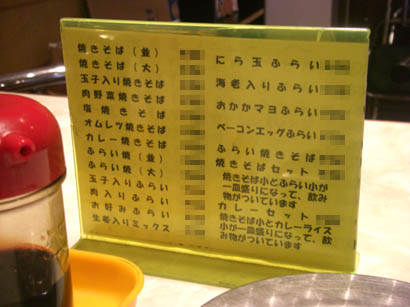 焼きそば（並）
焼きそば（大）
玉子入り焼きそば
肉野菜焼きそば
塩焼きそば
オムレツ焼きそば
カレー焼きそば
ふらい（並）
ふらい（大）
玉子入りふらい
肉入りふらい
お好みふらい
生老入りミックス
にら玉ふらい
海老入りふらい
おかかマヨふらい
ベーコンエッグふらい
ふらい焼きそば
焼きそばセット
焼きそば小とふらい小が
一皿盛りになって、飲み
物がついています
カレーセット
焼きそば小とカレーライス
小が一皿盛りになって、飲
み物がついています